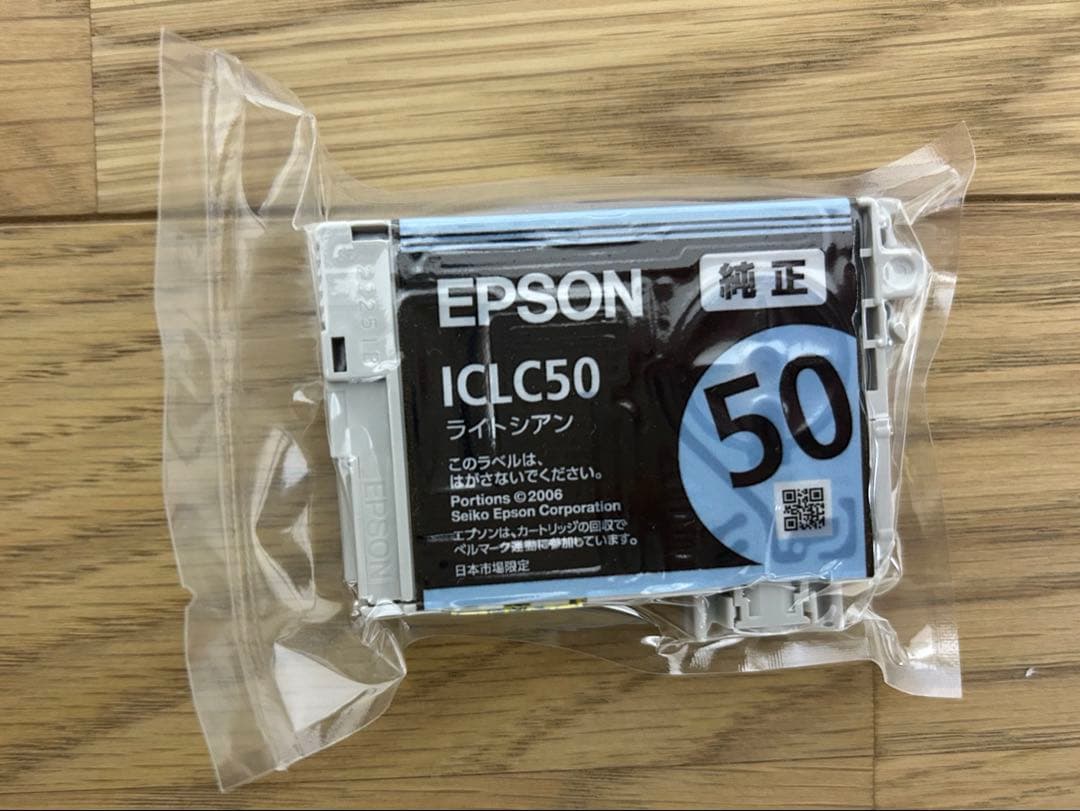 EPSON
純正
ICLC50
ライトシアン
50
このラベルは、
はがさないでください。
Portions ©2006
Seiko Epson Corporation
エプソンは、カートリッジの回収で
ベルマーク運動に参加しています。
日本市場限定
EPSON